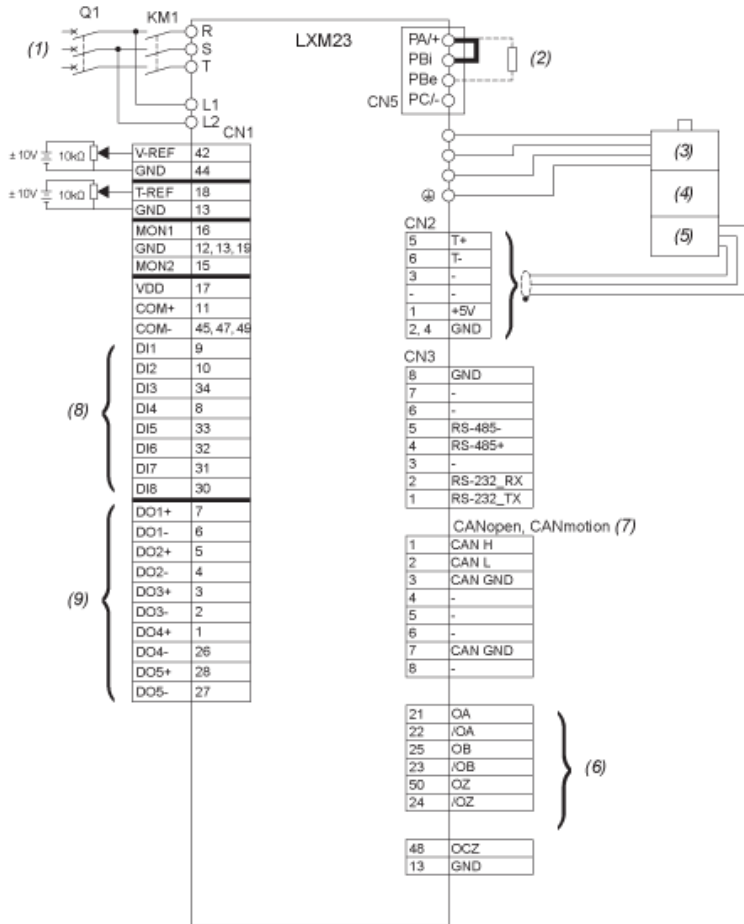 Q1
KM1
(1)
R
S
T
L1
L2
LXM23
PA/+
PBi
PBe
CN5 PC/-
(2)
(3)
(4)
(5)
CN1
± 10V 10kΩ
V-REF 42
GND 44
± 10V 10kΩ
T-REF 18
GND 13
MON1 16
GND 12, 13, 19
MON2 15
VDD 17
COM+ 11
COM- 45, 47, 49
(8)
DI1 9
DI2 10
DI3 34
DI4 8
DI5 33
DI6 32
DI7 31
DI8 30
(9)
DO1+ 7
DO1- 6
DO2+ 5
DO2- 4
DO3+ 3
DO3- 2
DO4+ 1
DO4- 26
DO5+ 28
DO5- 27
CN2
5 T+
6 T-
3 -
- -
1 +5V
2, 4 GND
CN3
8 GND
7 -
6 -
5 RS-485-
4 RS-485+
3 -
2 RS-232_RX
1 RS-232_TX
CANopen, CANmotion (7)
1 CAN H
2 CAN L
3 CAN GND
4 -
5 -
6 -
7 CAN GND
8 -
21 OA
22 /OA
25 OB
23 /OB
50 OZ
24 /OZ
(6)
48 OCZ
13 GND